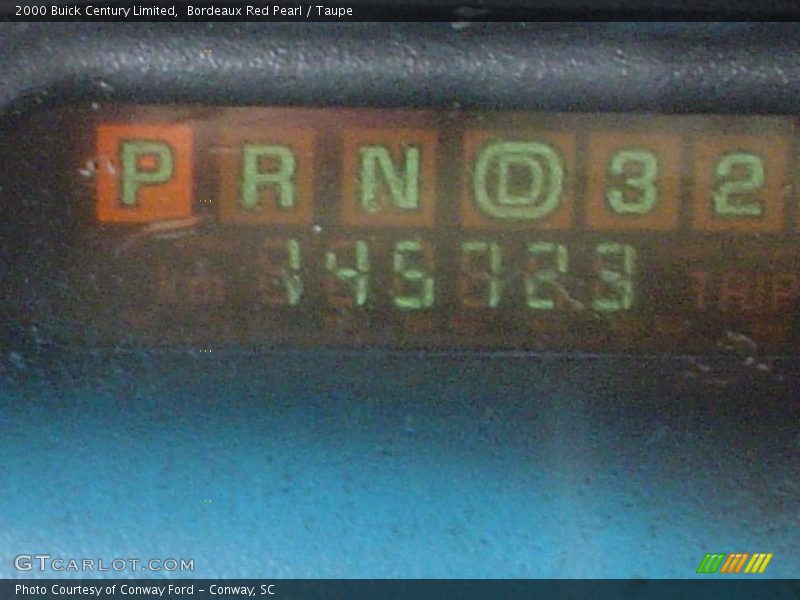 2000 Buick Century Limited,  Bordeaux Red Pearl / Taupe
P R N D 3 2
km 145723 TRIP
GTCARLOT.COM
Photo Courtesy of Conway Ford – Conway, SC